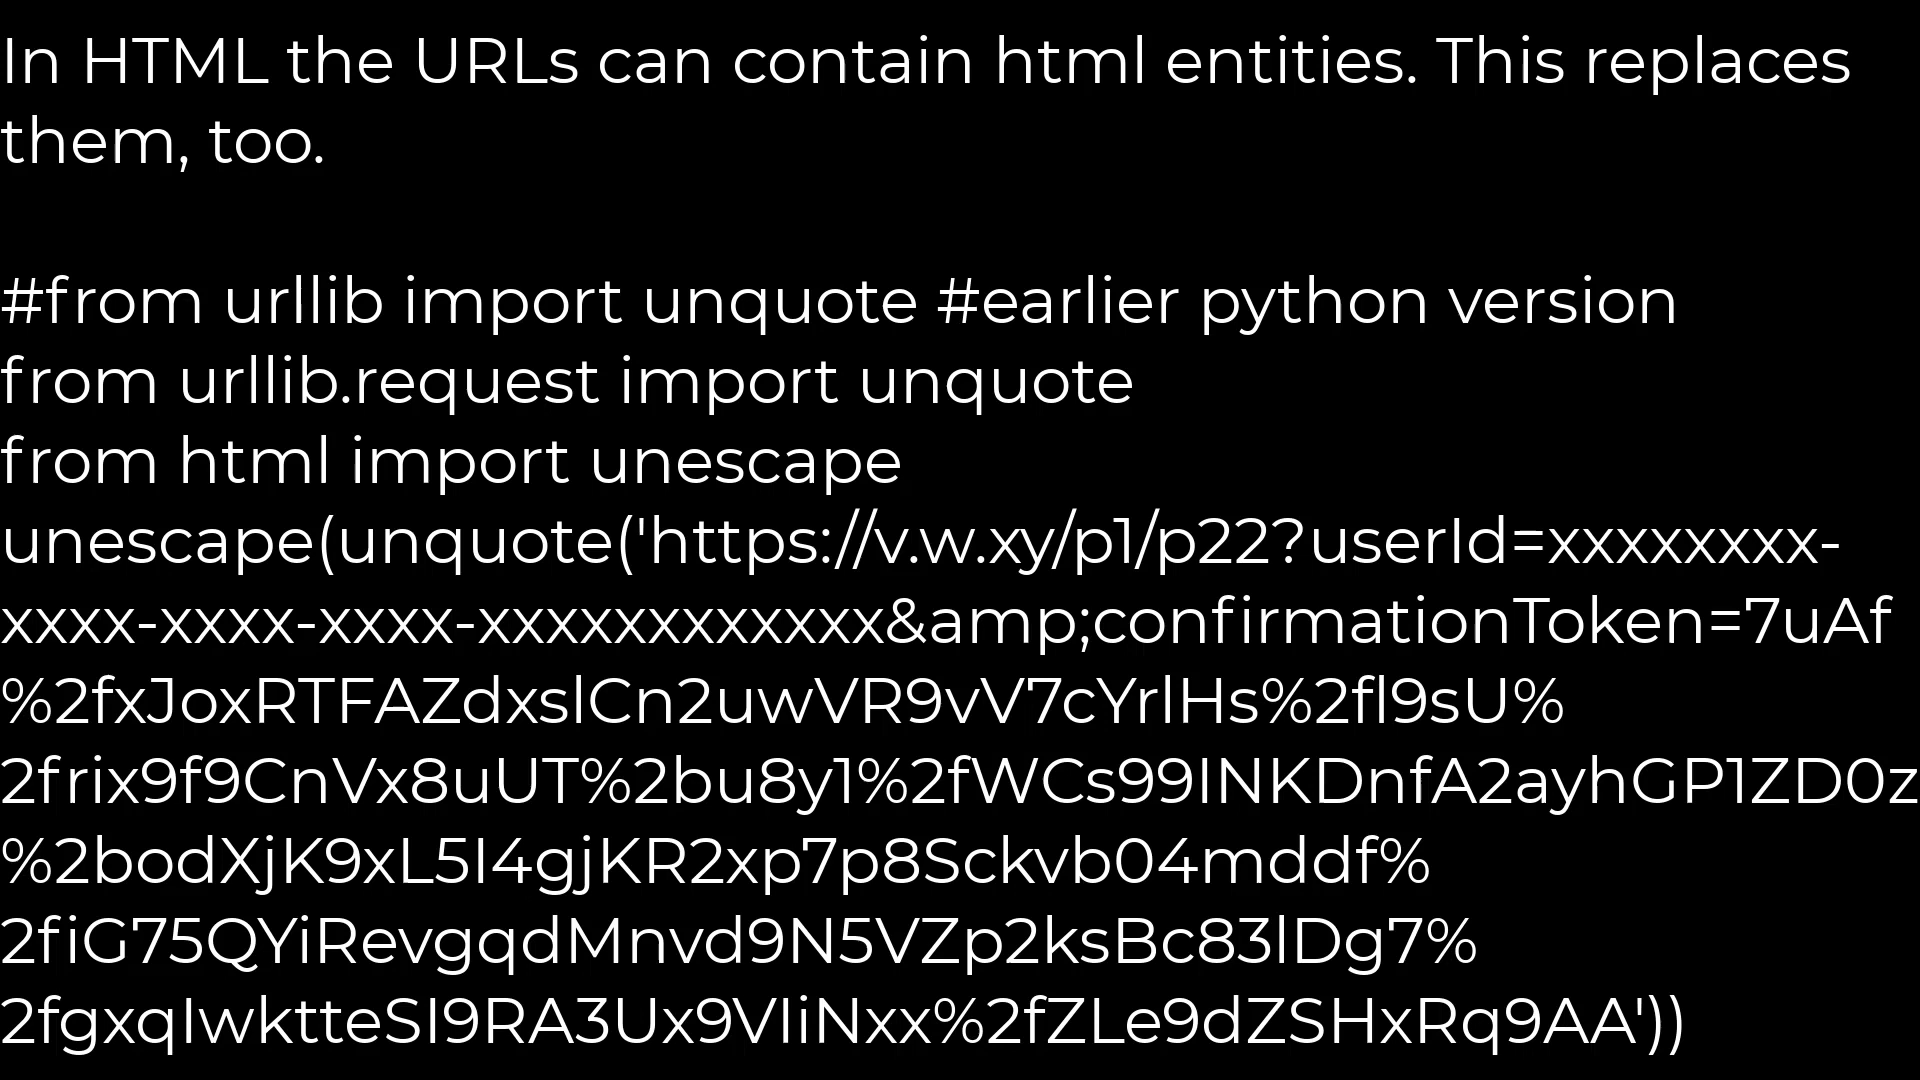 In HTML the URLs can contain html entities. This replaces
them, too.
#from urllib import unquote #earlier python version
from urllib.request import unquote
from html import unescape
unescape(unquote('https://v.w.xy/p1/p22?userId=xxxxxxxx-
xxxx-xxxx-xxxx-xxxxxxxxxxxx&amp;confirmationToken=7uAf
%2fxJoxRTFAZdxslCn2uwVR9vV7cYrlHs%2fl9sU%
2frix9f9CnVx8uUT%2bu8y1%2fWCs99INKDnfA2ayhGP1ZD0z
%2bodXjK9xL5I4gjKR2xp7p8Sckvb04mddf%
2fiG75QYiRevgqdMnvd9N5VZp2ksBc83lDg7%
2fgxqIwktteSI9RA3Ux9VIiNxx%2fZLe9dZSHxRq9AA'))